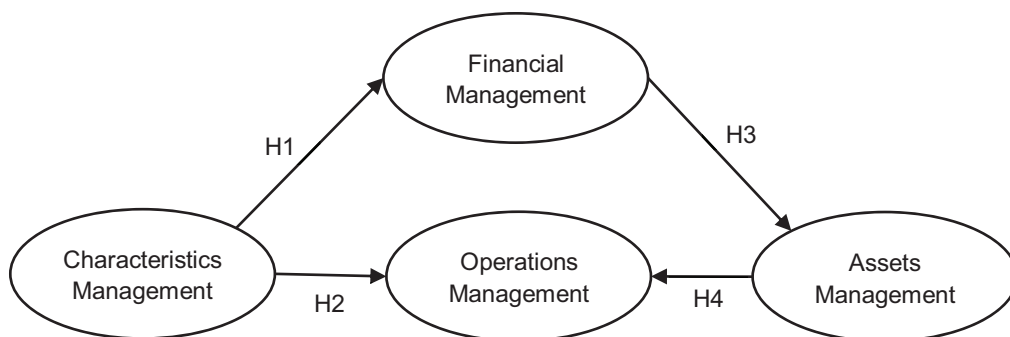 Financial
Management
H1
H3
Characteristics
Management
Operations
Management
Assets
Management
H2
H4